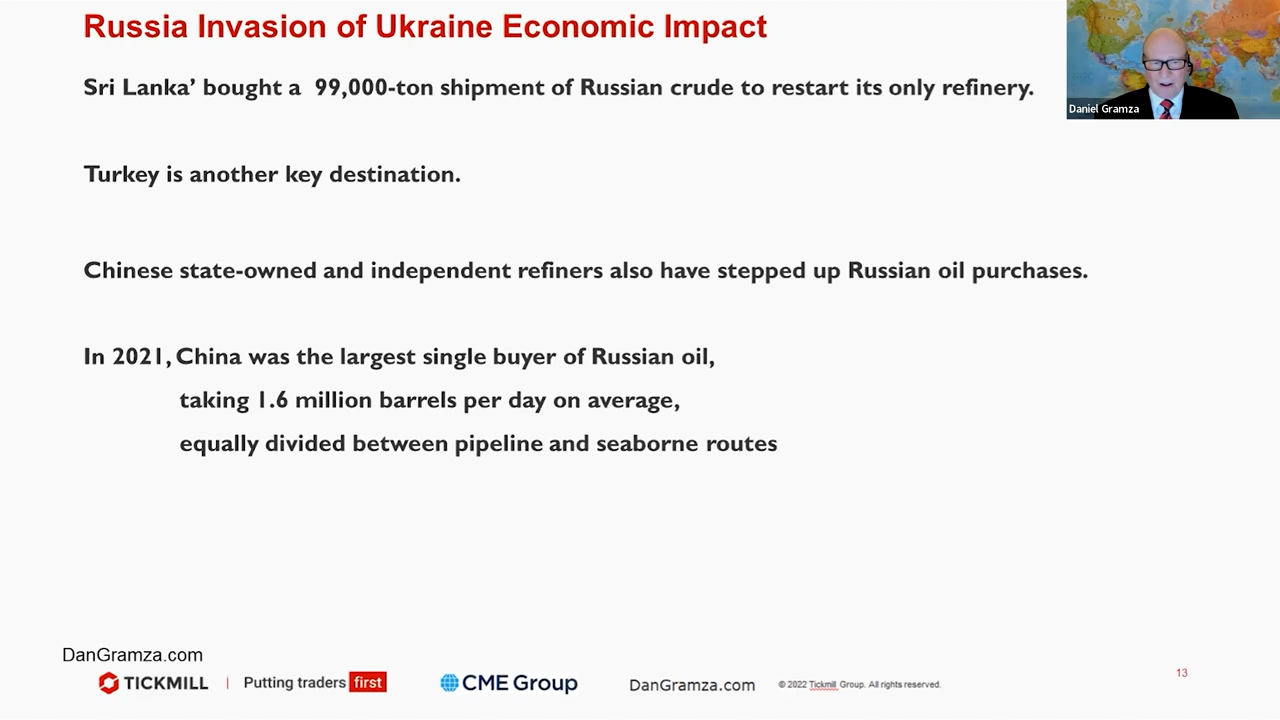 Russia Invasion of Ukraine Economic Impact
Sri Lanka’ bought a 99,000-ton shipment of Russian crude to restart its only refinery.
Daniel Gramza
Turkey is another key destination.
Chinese state-owned and independent refiners also have stepped up Russian oil purchases.
In 2021, China was the largest single buyer of Russian oil,
taking 1.6 million barrels per day on average,
equally divided between pipeline and seaborne routes
DanGramza.com
TICKMILL | Putting traders first CME Group DanGramza.com © 2022 Tickmill Group. All rights reserved.
13